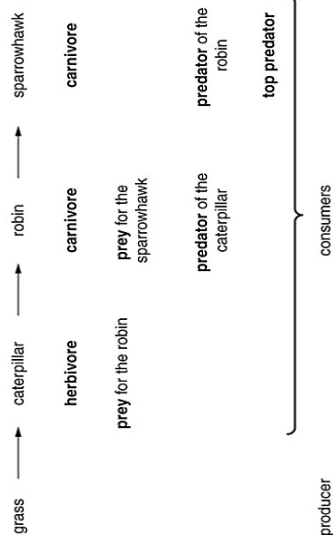 grass caterpillar robin sparrowhawk
herbivore carnivore carnivore
prey for the robin prey for the
sparrowhawk
predator of the
caterpillar
predator of the
robin
top predator
producer consumers